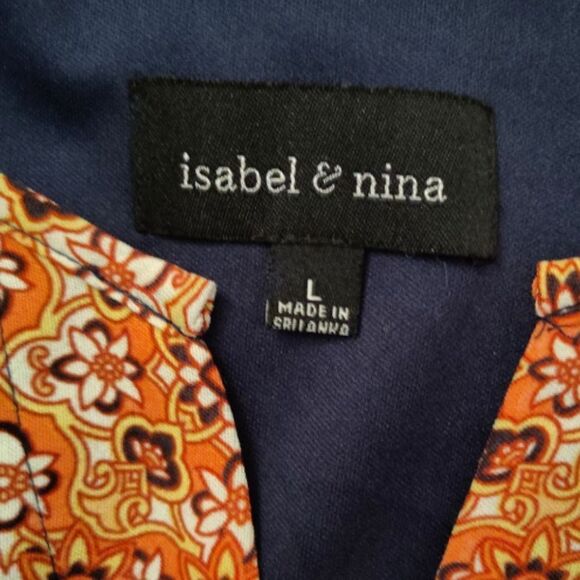 isabel & nina
L
MADE IN
SRI LANKA